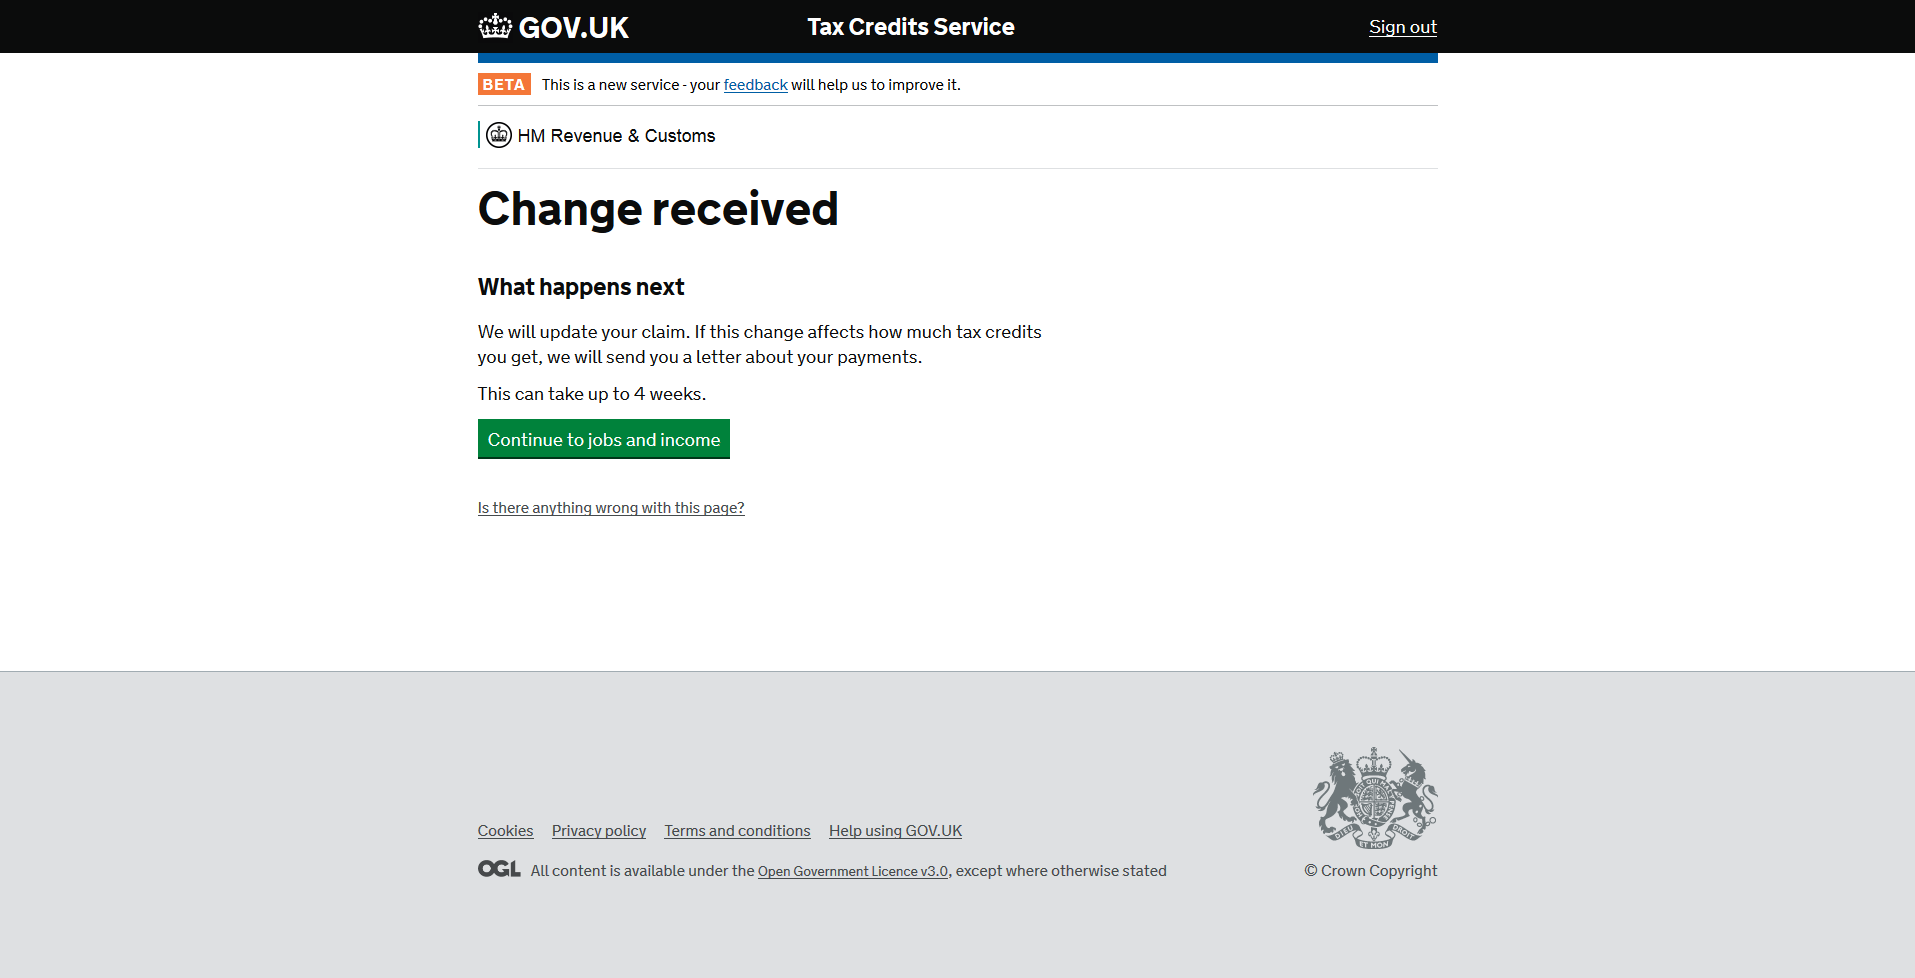 GOV.UK Tax Credits Service Sign out
BETA This is a new service - your feedback will help us to improve it.
HM Revenue & Customs
Change received
What happens next
We will update your claim. If this change affects how much tax credits
you get, we will send you a letter about your payments.
This can take up to 4 weeks.
Continue to jobs and income
Is there anything wrong with this page?
Cookies Privacy policy Terms and conditions Help using GOV.UK
DIEU ET MON DROIT
OGL All content is available under the Open Government Licence v3.0, except where otherwise stated
© Crown Copyright